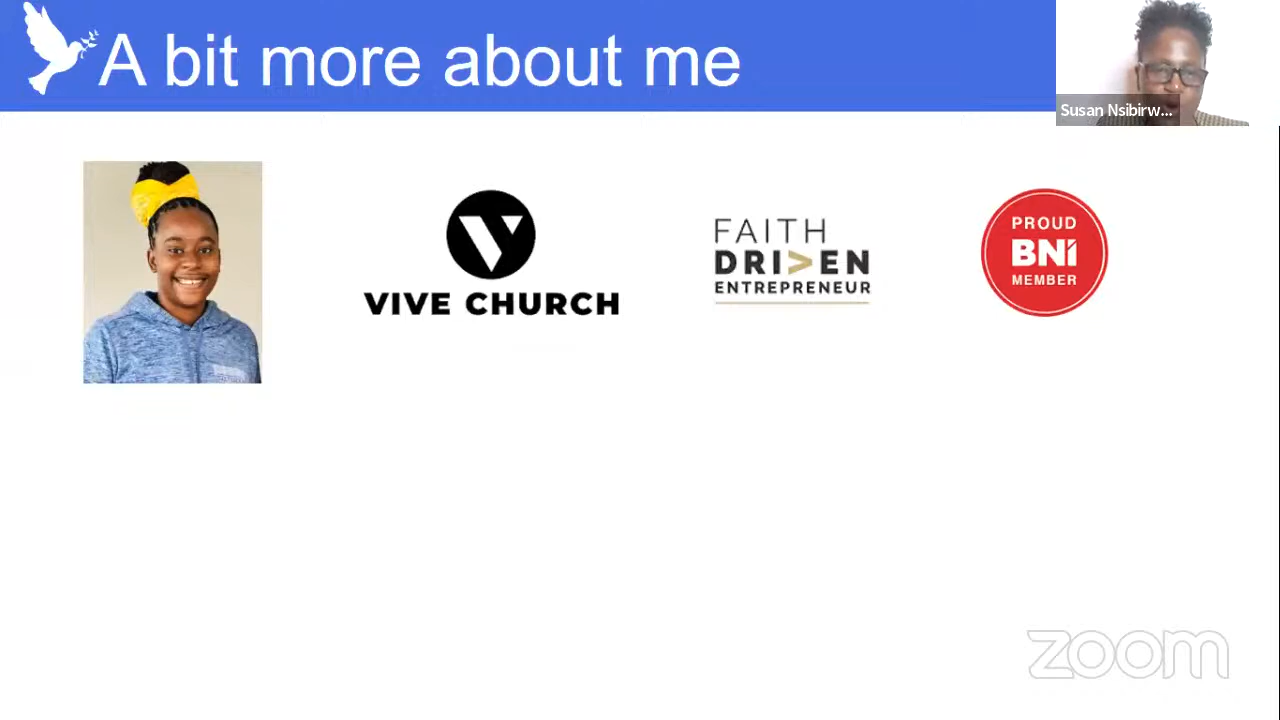 A bit more about me
Susan Nsibirw...
VIVE CHURCH
FAITH
DRIVEN
ENTREPRENEUR
PROUD
BNI
MEMBER
zoom